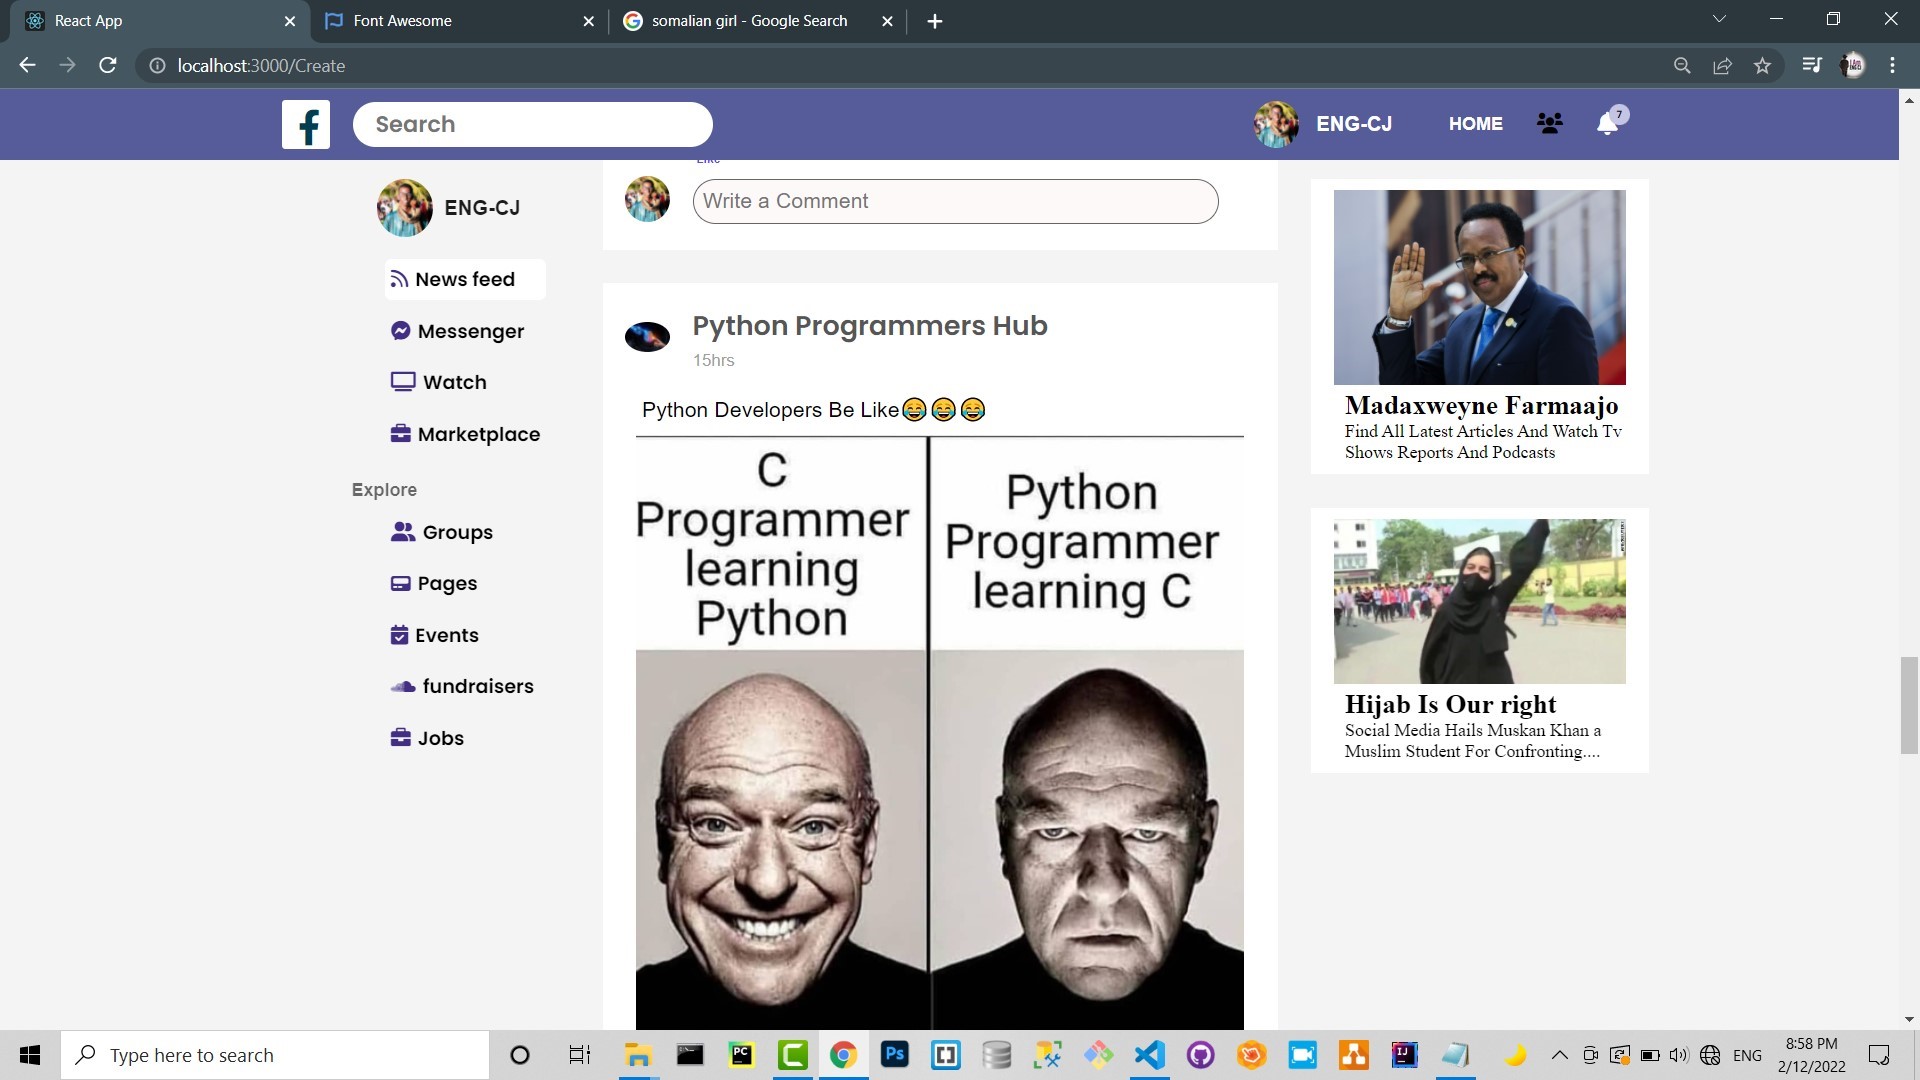 React App
Font Awesome
somalian girl - Google Search
localhost:3000/Create
Search
ENG-CJ
HOME
7
ENG-CJ
News feed
Messenger
Watch
Marketplace
Explore
Groups
Pages
Events
fundraisers
Jobs
Like
Write a Comment
Python Programmers Hub
15hrs
Python Developers Be Like😂😂😂
C
Programmer
learning
Python
Python
Programmer
learning C
Madaxweyne Farmaajo
Find All Latest Articles And Watch Tv
Shows Reports And Podcasts
Hijab Is Our right
Social Media Hails Muskan Khan a
Muslim Student For Confronting....
Type here to search
PC
Ps
IJ
ENG
8:58 PM
2/12/2022